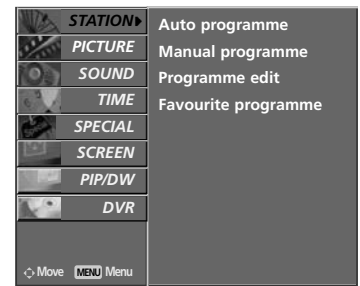 STATION
PICTURE
SOUND
TIME
SPECIAL
SCREEN
PIP/DW
DVR
Move MENU Menu
Auto programme
Manual programme
Programme edit
Favourite programme